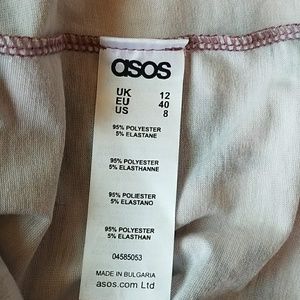 asos
UK 12
EU 40
US 8
95% POLYESTER
5% ELASTANE
95% POLYESTER
5% ELASTHANNE
95% POLIESTER
5% ELASTANO
95% POLYESTER
5% ELASTHAN
04585053
MADE IN BULGARIA
asos.com Ltd